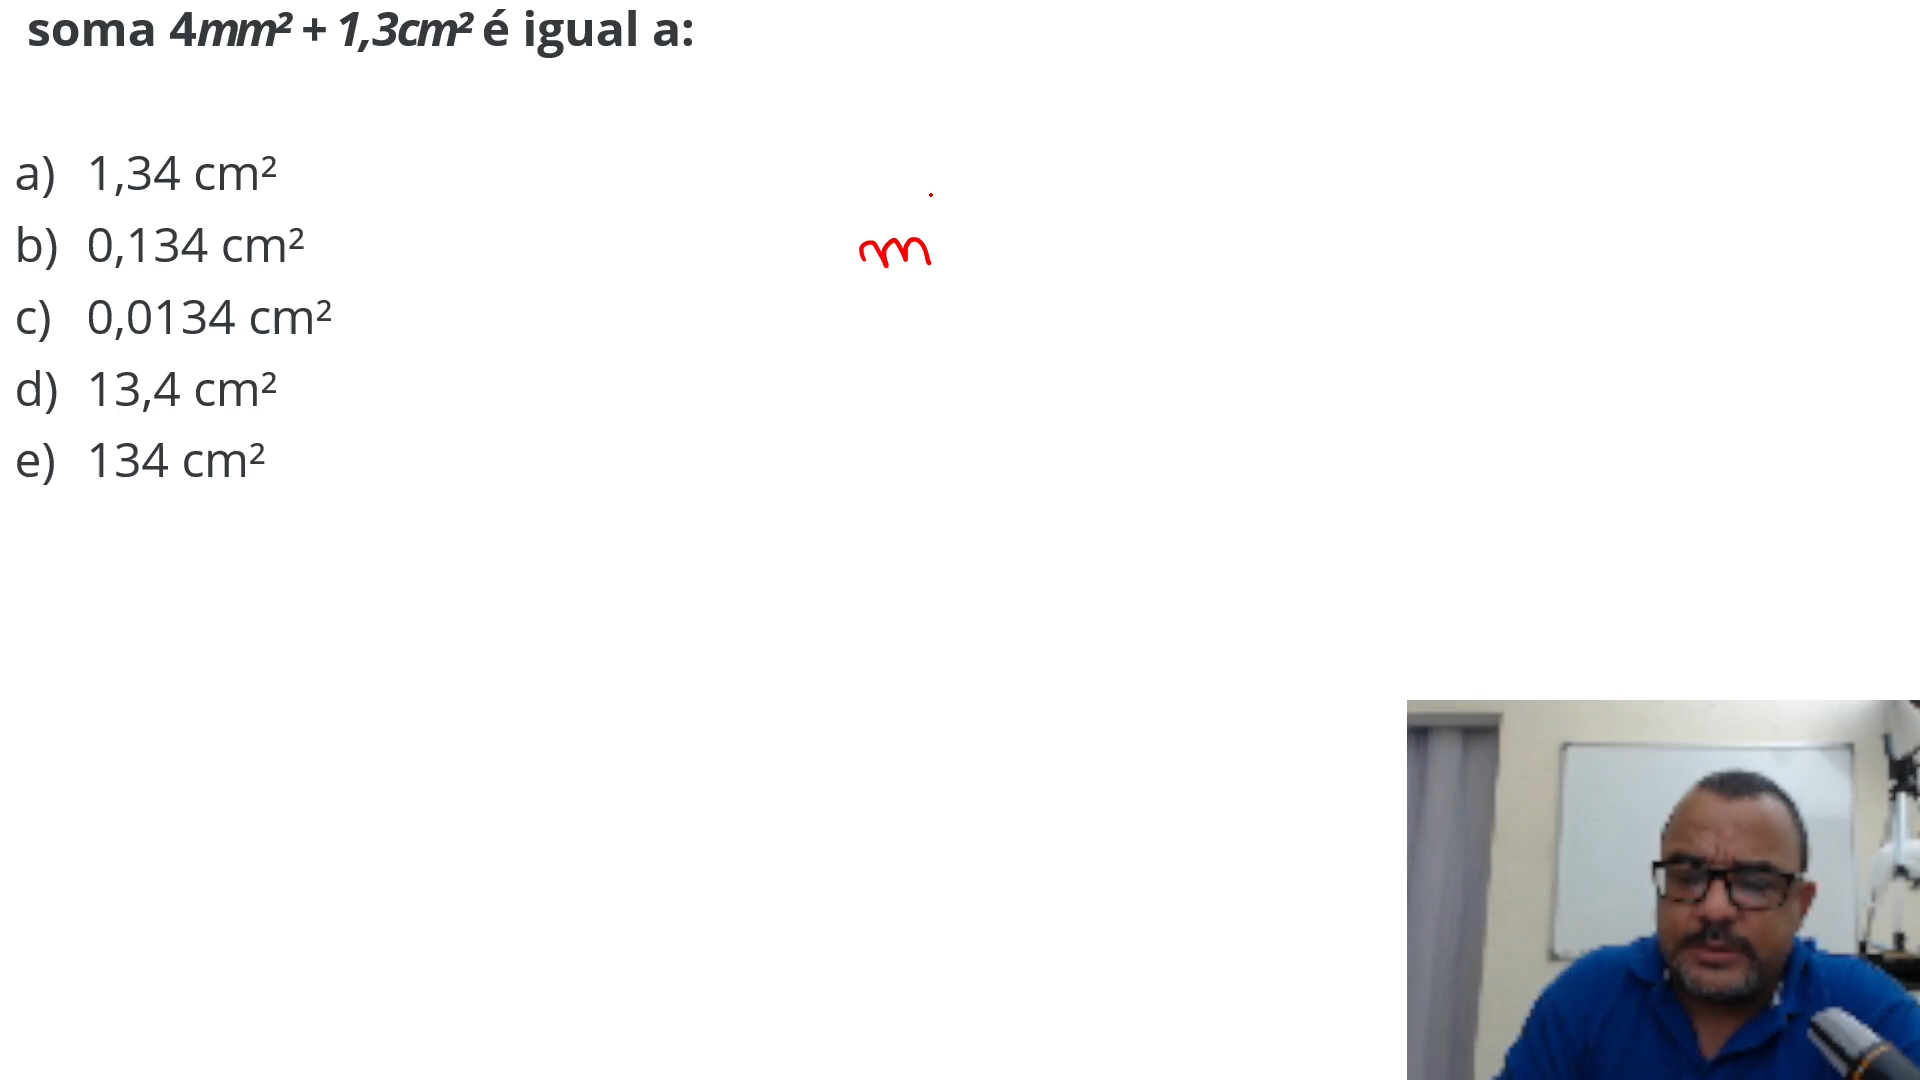 soma 4mm² + 1,3cm² é igual a:
a) 1,34 cm²
m
b) 0,134 cm²
c) 0,0134 cm²
d) 13,4 cm²
e) 134 cm²